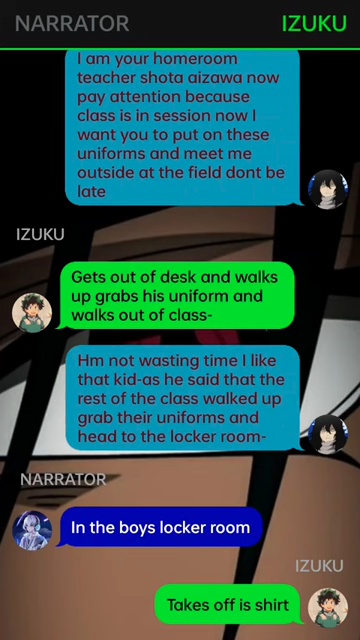 NARRATOR
IZUKU
I am your homeroom
teacher shota aizawa now
pay attention because
class is in session now I
want you to put on these
uniforms and meet me
outside at the field dont be
late
IZUKU
Gets out of desk and walks
up grabs his uniform and
walks out of class-
Hm not wasting time I like
that kid-as he said that the
rest of the class walked up
grab their uniforms and
head to the locker room-
NARRATOR
In the boys locker room
IZUKU
Takes off is shirt